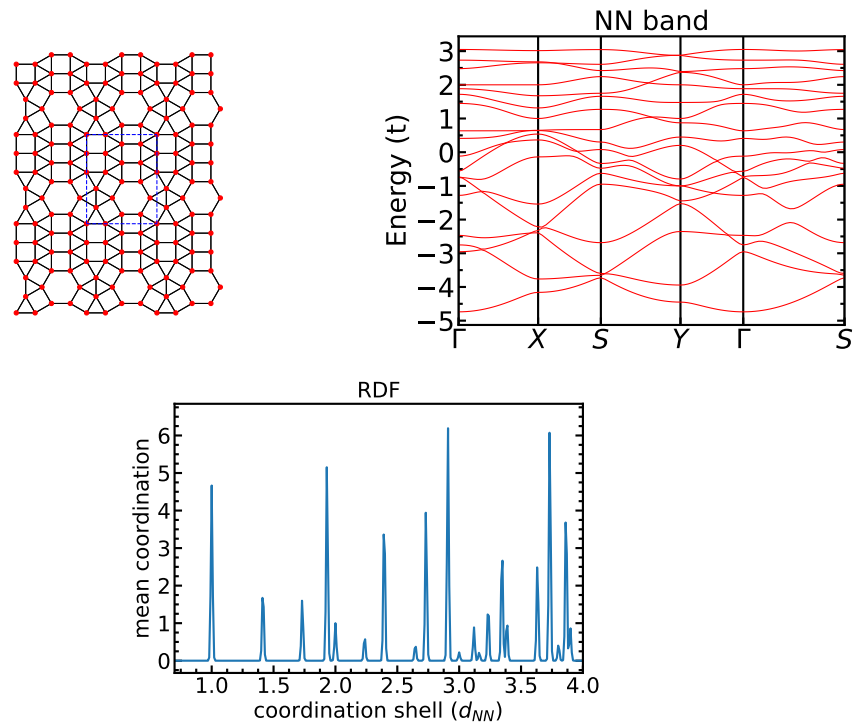 NN band
Energy (t)
3
2
1
0
−1
−2
−3
−4
−5
Γ X S Y Γ S
RDF
mean coordination
6
5
4
3
2
1
0
1.0 1.5 2.0 2.5 3.0 3.5 4.0
coordination shell (d_{NN})